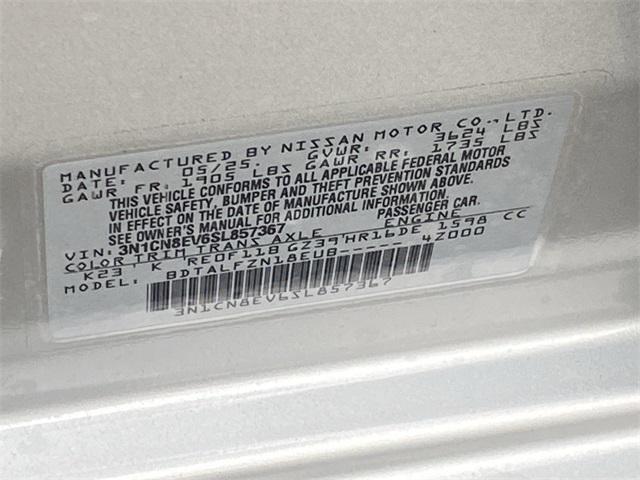 MANUFACTURED BY NISSAN MOTOR CO., LTD.
DATE: 05/25. GVWR: 3624 LBS
GAWR FR: 1905 LBS GAWR RR: 1735 LBS
THIS VEHICLE CONFORMS TO ALL APPLICABLE FEDERAL MOTOR
VEHICLE SAFETY, BUMPER AND THEFT PREVENTION STANDARDS
IN EFFECT ON THE DATE OF MANUFACTURE SHOWN ABOVE.
SEE OWNER'S MANUAL FOR ADDITIONAL INFORMATION.
VIN: 3N1CN8EV6SL857367 PASSENGER CAR.
COLOR TRIM TRANS AXLE ENGINE
K23 K RE0F11B GZ39 HR16DE 1598 CC
MODEL: BDTALFZN18EUB----- 4Z000
3N1CN8EV6SL857367